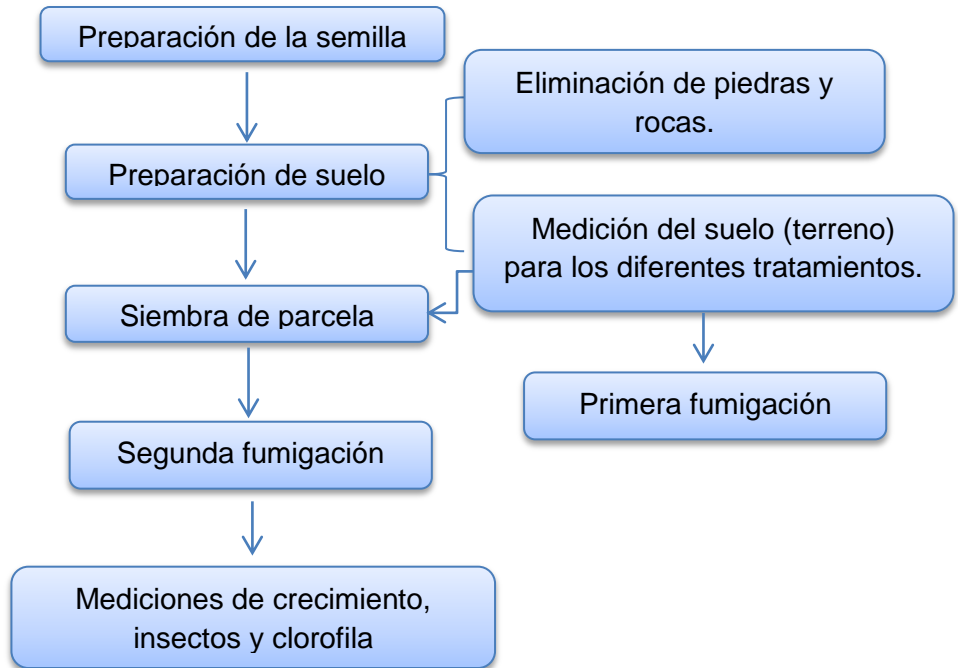 Preparación de la semilla
Eliminación de piedras y
rocas.
Preparación de suelo
Medición del suelo (terreno)
para los diferentes tratamientos.
Siembra de parcela
Primera fumigación
Segunda fumigación
Mediciones de crecimiento,
insectos y clorofila